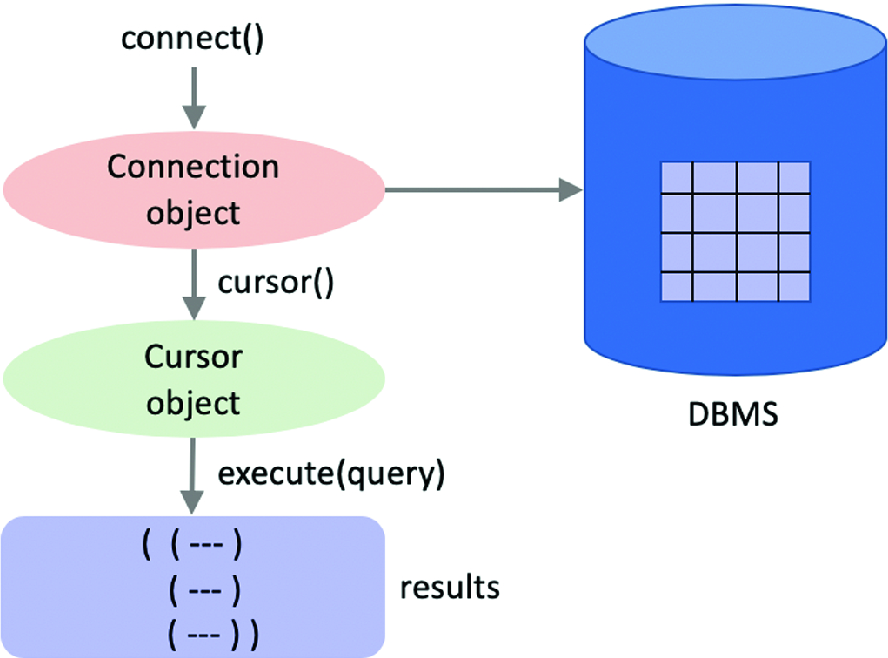 connect()
Connection
object
cursor()
Cursor
object
DBMS
execute(query)
( ( --- )
( --- )
( --- ) )
results